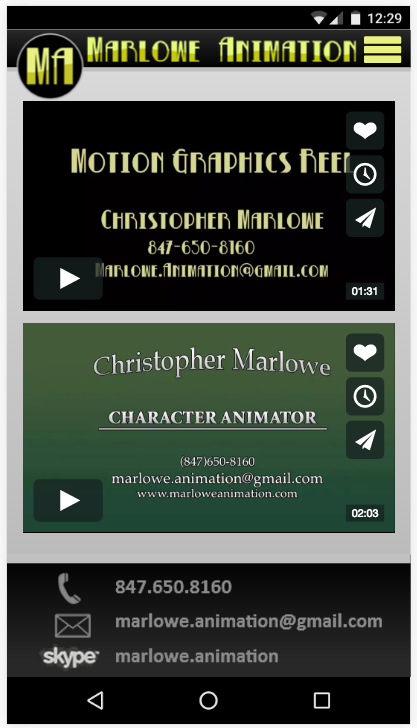 12:29
MA
Marlowe Animation
Motion Graphics Reel
Christopher Marlowe
847-650-8160
Marlowe.Animation@gmail.com
01:31
Christopher Marlowe
CHARACTER ANIMATOR
(847)650-8160
marlowe.animation@gmail.com
www.marloweanimation.com
02:03
847.650.8160
marlowe.animation@gmail.com
skype marlowe.animation